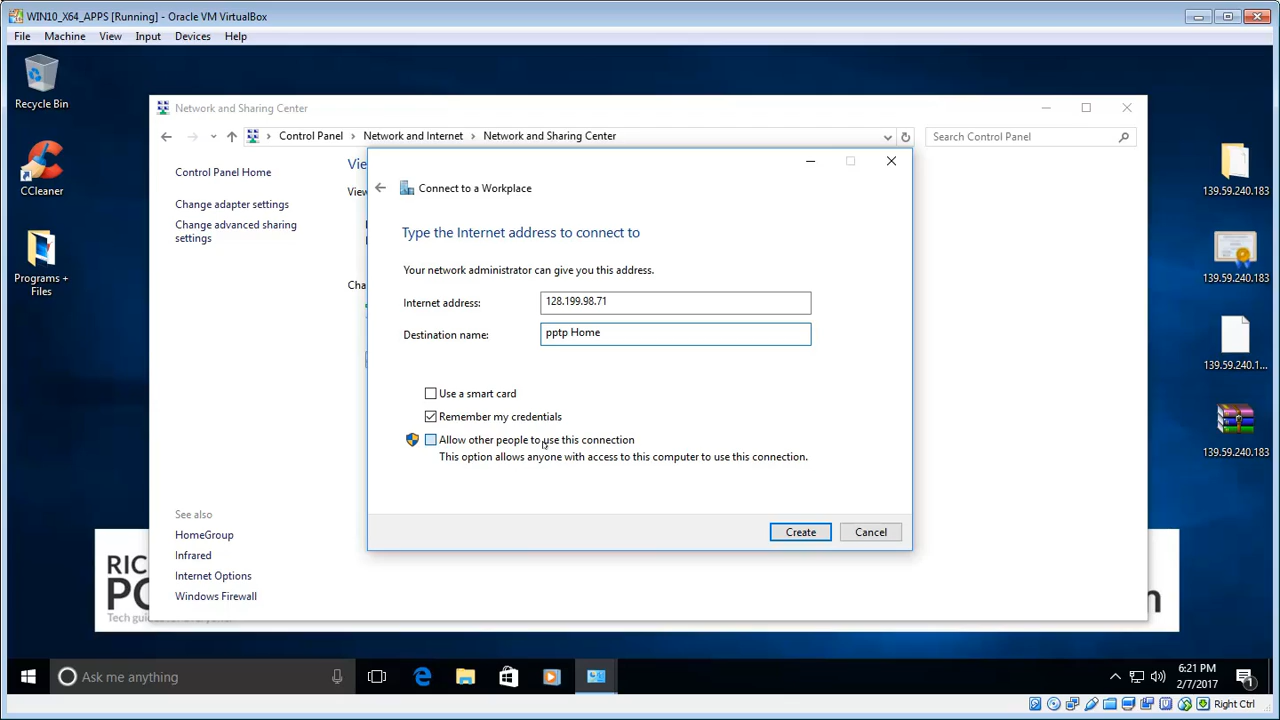 WIN10_X64_APPS [Running] - Oracle VM VirtualBox
File Machine View Input Devices Help
Recycle Bin
CCleaner
Programs +
Files
Network and Sharing Center
Control Panel > Network and Internet > Network and Sharing Center
Search Control Panel
Control Panel Home
Change adapter settings
Change advanced sharing
settings
See also
HomeGroup
Infrared
Internet Options
Windows Firewall
Connect to a Workplace
Type the Internet address to connect to
Your network administrator can give you this address.
Internet address: 128.199.98.71
Destination name: pptp Home
Use a smart card
Remember my credentials
Allow other people to use this connection
This option allows anyone with access to this computer to use this connection.
Create Cancel
139.59.240.183
139.59.240.183
139.59.240.1...
139.59.240.183
RIC
PO
Tech
Ask me anything
6:21 PM
2/7/2017
1
Right Ctrl